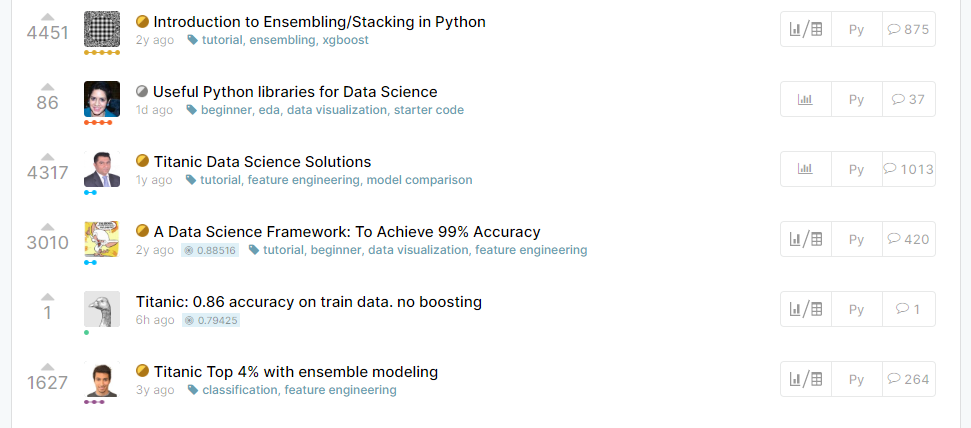 4451
Introduction to Ensembling/Stacking in Python
2y ago tutorial, ensembling, xgboost
Py 875
86
Useful Python libraries for Data Science
1d ago beginner, eda, data visualization, starter code
Py 37
4317
Titanic Data Science Solutions
1y ago tutorial, feature engineering, model comparison
Py 1013
3010
A Data Science Framework: To Achieve 99% Accuracy
2y ago 0.88516 tutorial, beginner, data visualization, feature engineering
Py 420
1
Titanic: 0.86 accuracy on train data. no boosting
6h ago 0.79425
Py 1
1627
Titanic Top 4% with ensemble modeling
3y ago classification, feature engineering
Py 264